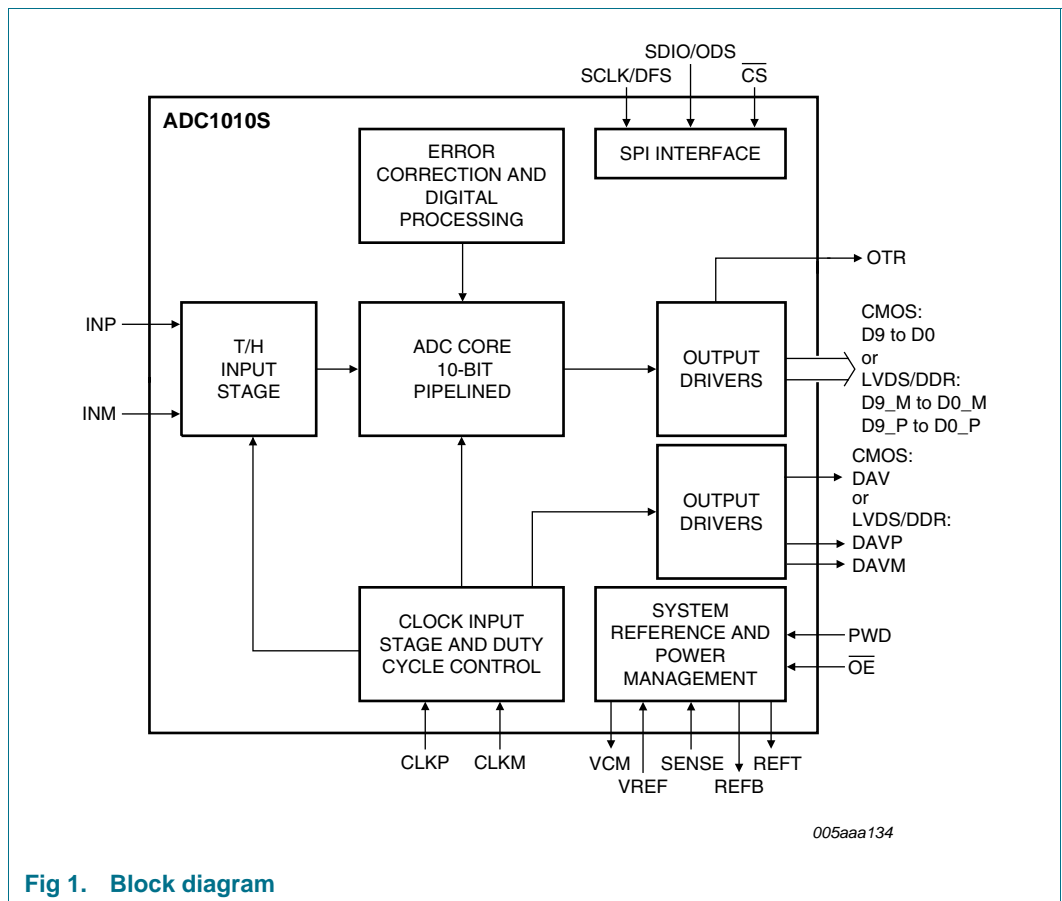 SDIO/ODS
SCLK/DFS
CS
ADC1010S
ERROR
CORRECTION AND
DIGITAL
PROCESSING
SPI INTERFACE
OTR
INP
INM
T/H
INPUT
STAGE
ADC CORE
10-BIT
PIPELINED
OUTPUT
DRIVERS
CMOS:
D9 to D0
or
LVDS/DDR:
D9_M to D0_M
D9_P to D0_P
OUTPUT
DRIVERS
CMOS:
DAV
or
LVDS/DDR:
DAVP
DAVM
CLOCK INPUT
STAGE AND DUTY
CYCLE CONTROL
SYSTEM
REFERENCE AND
POWER
MANAGEMENT
PWD
OE
CLKP
CLKM
VCM
VREF
SENSE
REFB
REFT
005aaa134
Fig 1. Block diagram